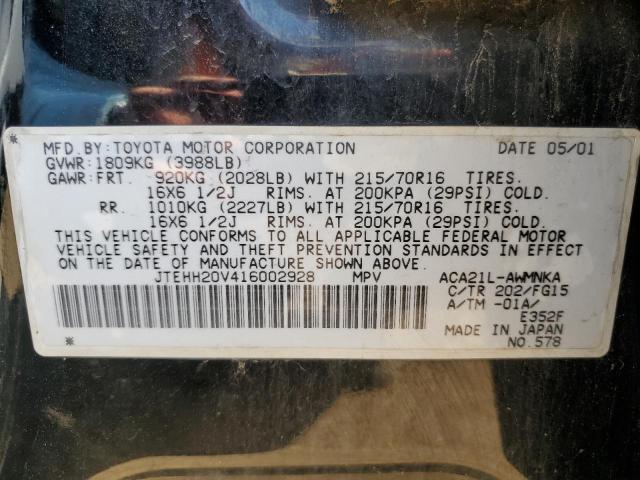 MFD.BY:TOYOTA MOTOR CORPORATION DATE 05/01
GVWR:1809KG (3988LB)
GAWR:FRT. 920KG (2028LB) WITH 215/70R16 TIRES.
16X6 1/2J RIMS. AT 200KPA (29PSI) COLD.
RR. 1010KG (2227LB) WITH 215/70R16 TIRES.
16X6 1/2J RIMS. AT 200KPA (29PSI) COLD.
THIS VEHICLE CONFORMS TO ALL APPLICABLE FEDERAL MOTOR
VEHICLE SAFETY AND THEFT PREVENTION STANDARDS IN EFFECT
ON THE DATE OF MANUFACTURE SHOWN ABOVE.
JTEHH20V416002928 MPV ACA21L-AWMNKA
C/TR 202/FG15
A/TM -01A/
E352F
MADE IN JAPAN
NO.578